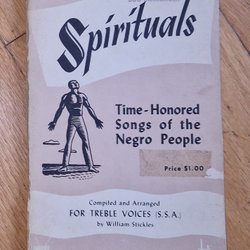 Spirituals
Time-Honored
Songs of the
Negro People
Price $1.00
Compiled and Arranged
FOR TREBLE VOICES (S.S.A.)
by William Stickles